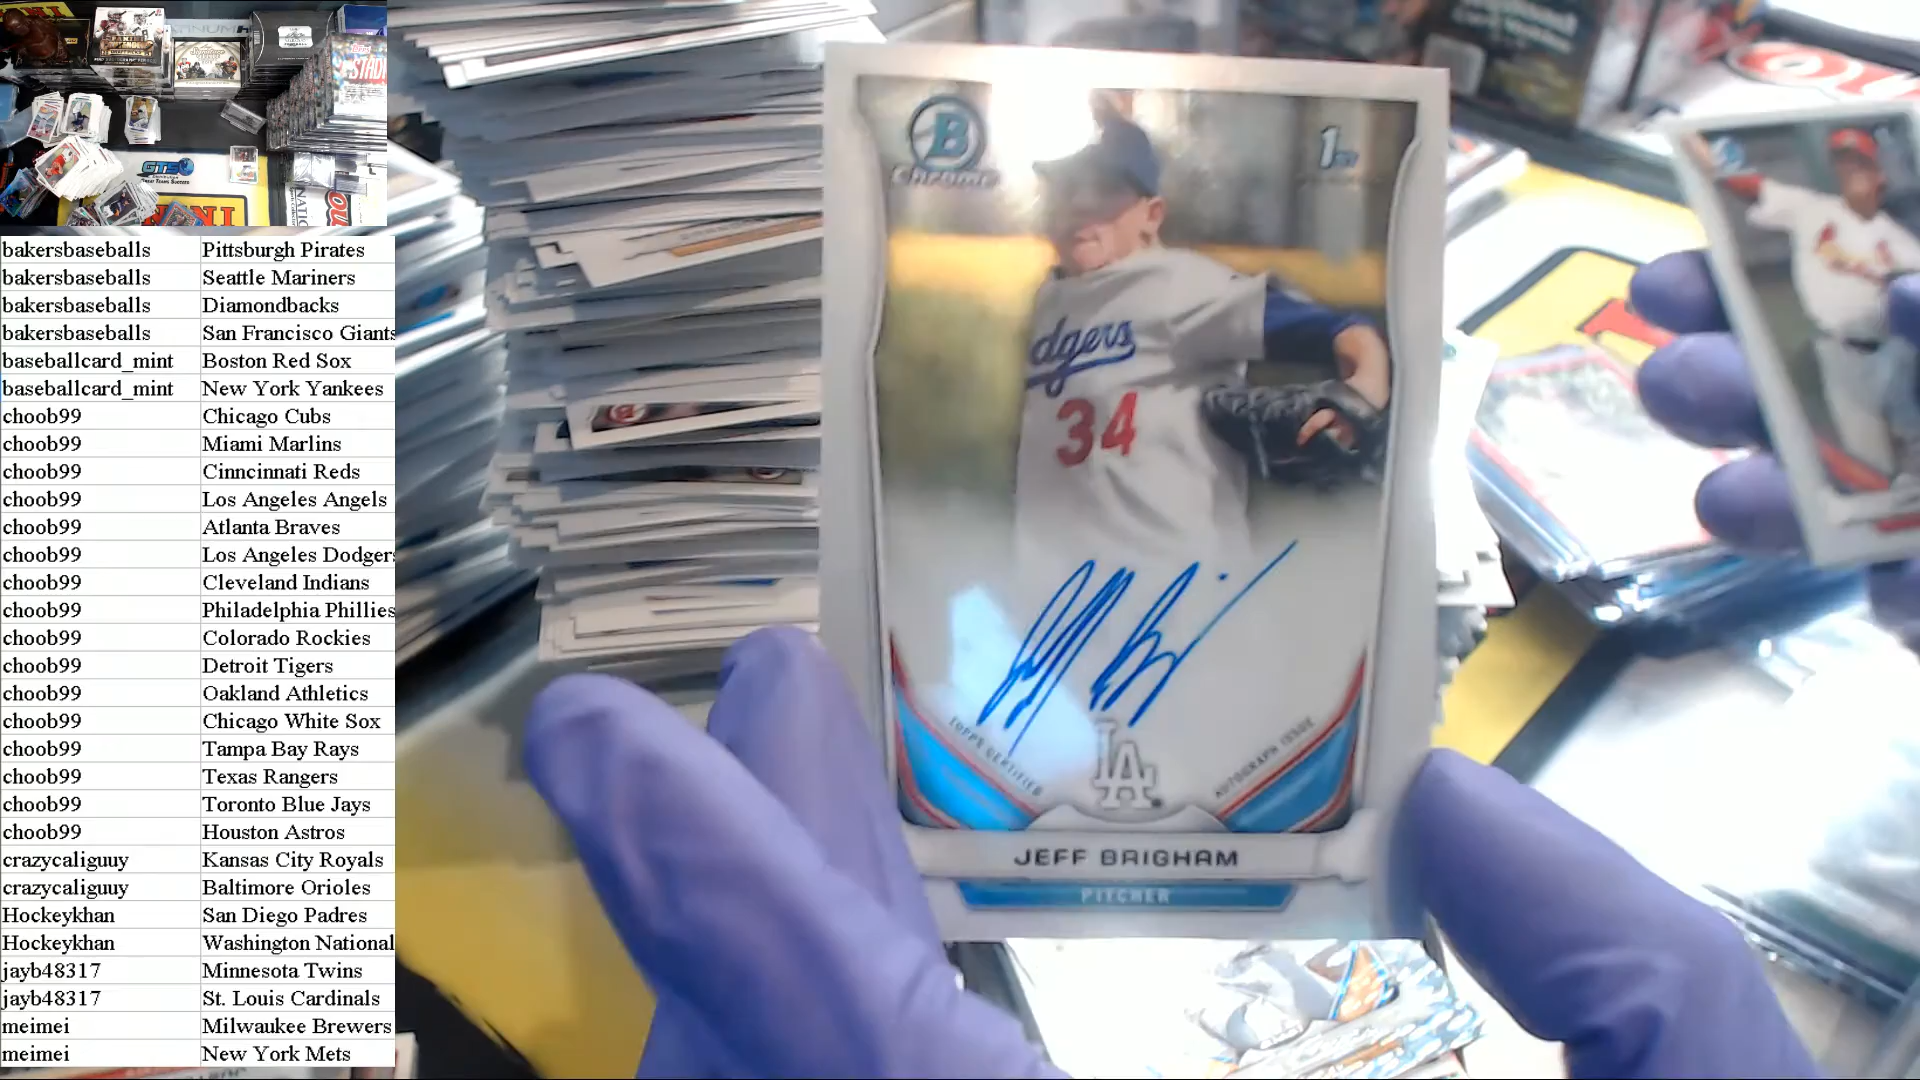 bakersbaseballs Pittsburgh Pirates
bakersbaseballs Seattle Mariners
bakersbaseballs Diamondbacks
bakersbaseballs San Francisco Giants
baseballcard_mint Boston Red Sox
baseballcard_mint New York Yankees
choob99 Chicago Cubs
choob99 Miami Marlins
choob99 Cinncinnati Reds
choob99 Los Angeles Angels
choob99 Atlanta Braves
choob99 Los Angeles Dodgers
choob99 Cleveland Indians
choob99 Philadelphia Phillies
choob99 Colorado Rockies
choob99 Detroit Tigers
choob99 Oakland Athletics
choob99 Chicago White Sox
choob99 Tampa Bay Rays
choob99 Texas Rangers
choob99 Toronto Blue Jays
choob99 Houston Astros
crazycaliguuy Kansas City Royals
crazycaliguuy Baltimore Orioles
Hockeykhan San Diego Padres
Hockeykhan Washington National
jayb48317 Minnesota Twins
jayb48317 St. Louis Cardinals
meimei Milwaukee Brewers
meimei New York Mets
GTS
B
Chrome
1st
dgers
34
TOPPS CERTIFIED
AUTOGRAPH ISSUE
LA
JEFF BRIGHAM
PITCHER